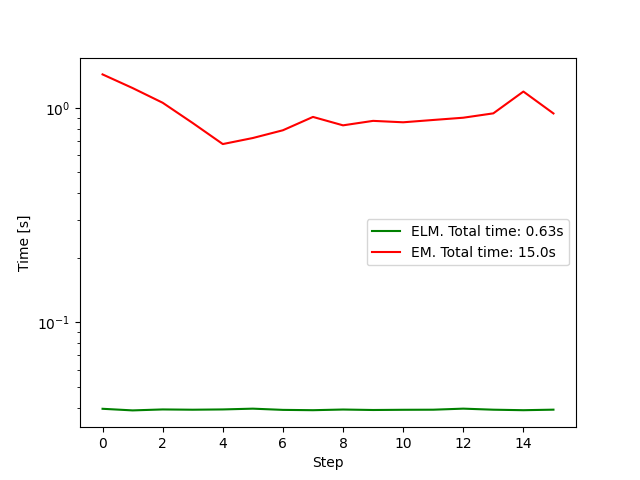 10⁰
10⁻¹
Time [s]
ELM. Total time: 0.63s
EM. Total time: 15.0s
0 2 4 6 8 10 12 14
Step